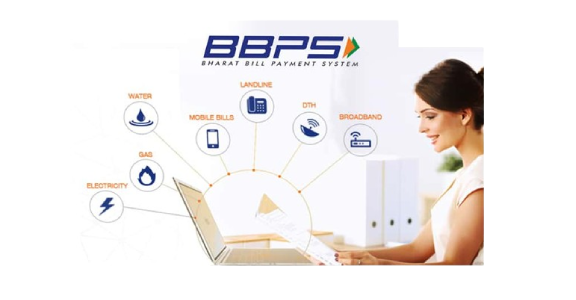 BBPS
BHARAT BILL PAYMENT SYSTEM
LANDLINE
WATER
DTH
MOBILE BILLS
BROADBAND
GAS
ELECTRICITY